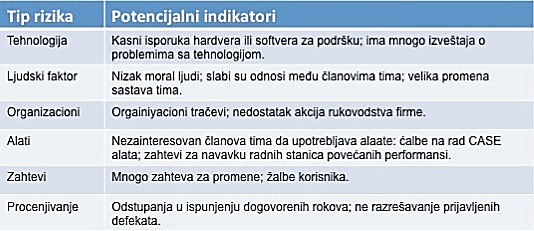 Tip rizika Potencijalni indikatori
Tehnologija Kasni isporuka hardvera ili softvera za podršku; ima mnogo izveštaja o
problemima sa tehnologijom.
Ljudski faktor Nizak moral ljudi; slabi su odnosi među članovima tima; velika promena
sastava tima.
Organizacioni Orgainiyacioni tračevi; nedostatak akcija rukovodstva firme.
Alati Nezainteresovan članova tima da upotrebljava alaate: ćalbe na rad CASE
alata; zahtevi za navavku radnih stanica povećanih performansi.
Zahtevi Mnogo zahteva za promene; žalbe korisnika.
Procenjivanje Odstupanja u ispunjenju dogovorenih rokova; ne razrešavanje prijavljenih
defekata.